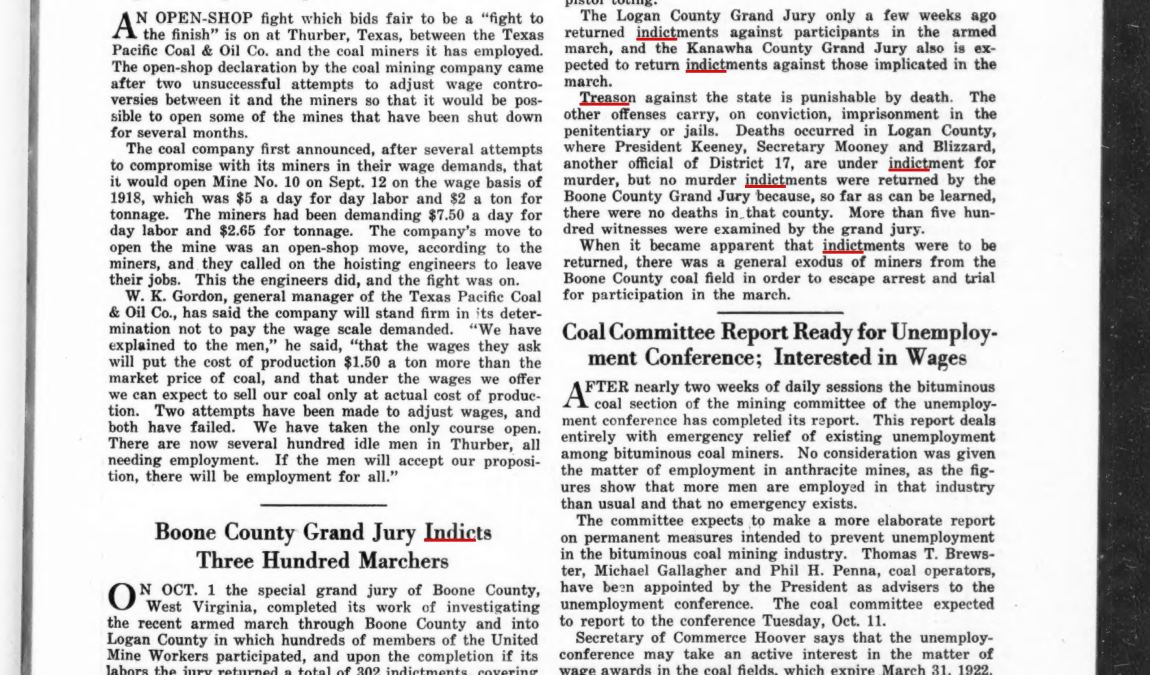 AN OPEN-SHOP fight which bids fair to be a "fight to
the finish" is on at Thurber, Texas, between the Texas
Pacific Coal & Oil Co. and the coal miners it has employed.
The open-shop declaration by the coal mining company came
after two unsuccessful attempts to adjust wage contro-
versies between it and the miners so that it would be pos-
sible to open some of the mines that have been shut down
for several months.
The coal company first announced, after several attempts
to compromise with its miners in their wage demands, that
it would open Mine No. 10 on Sept. 12 on the wage basis of
1918, which was $5 a day for day labor and $2 a ton for
tonnage. The miners had been demanding $7.50 a day for
day labor and $2.65 for tonnage. The company's move to
open the mine was an open-shop move, according to the
miners, and they called on the hoisting engineers to leave
their jobs. This the engineers did, and the fight was on.
W. K. Gordon, general manager of the Texas Pacific Coal
& Oil Co., has said the company will stand firm in its deter-
mination not to pay the wage scale demanded. "We have
explained to the men," he said, "that the wages they ask
will put the cost of production $1.50 a ton more than the
market price of coal, and that under the wages we offer
we can expect to sell our coal only at actual cost of produc-
tion. Two attempts have been made to adjust wages, and
both have failed. We have taken the only course open.
There are now several hundred idle men in Thurber, all
needing employment. If the men will accept our proposi-
tion, there will be employment for all."
Boone County Grand Jury Indicts
Three Hundred Marchers
ON OCT. 1 the special grand jury of Boone County,
West Virginia, completed its work of investigating
the recent armed march through Boone County and into
Logan County in which hundreds of members of the United
Mine Workers participated, and upon the completion if its
labors the jury returned a total of 302 indictments, covering
pistol toting.
The Logan County Grand Jury only a few weeks ago
returned indictments against participants in the armed
march, and the Kanawha County Grand Jury also is ex-
pected to return indictments against those implicated in the
march.
Treason against the state is punishable by death. The
other offenses carry, on conviction, imprisonment in the
penitentiary or jails. Deaths occurred in Logan County,
where President Keeney, Secretary Mooney and Blizzard,
another official of District 17, are under indictment for
murder, but no murder indictments were returned by the
Boone County Grand Jury because, so far as can be learned,
there were no deaths in that county. More than five hun-
dred witnesses were examined by the grand jury.
When it became apparent that indictments were to be
returned, there was a general exodus of miners from the
Boone County coal field in order to escape arrest and trial
for participation in the march.
Coal Committee Report Ready for Unemploy-
ment Conference; Interested in Wages
AFTER nearly two weeks of daily sessions the bituminous
coal section of the mining committee of the unemploy-
ment conference has completed its report. This report deals
entirely with emergency relief of existing unemployment
among bituminous coal miners. No consideration was given
the matter of employment in anthracite mines, as the fig-
ures show that more men are employed in that industry
than usual and that no emergency exists.
The committee expects to make a more elaborate report
on permanent measures intended to prevent unemployment
in the bituminous coal mining industry. Thomas T. Brews-
ter, Michael Gallagher and Phil H. Penna, coal operators,
have been appointed by the President as advisers to the
unemployment conference. The coal committee expected
to report to the conference Tuesday, Oct. 11.
Secretary of Commerce Hoover says that the unemploy-
conference may take an active interest in the matter of
wage awards in the coal fields, which expire March 31, 1922.